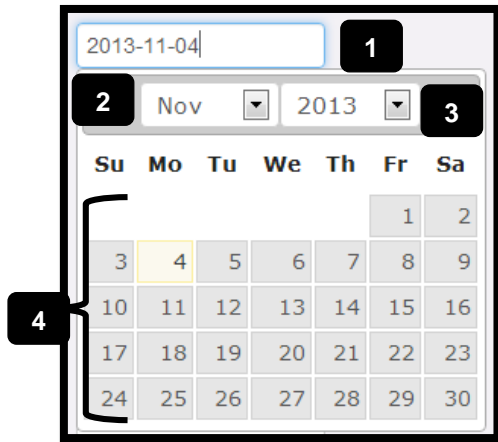 2013-11-04 1
2 Nov 2013 3
Su Mo Tu We Th Fr Sa
1 2
3 4 5 6 7 8 9
4 10 11 12 13 14 15 16
17 18 19 20 21 22 23
24 25 26 27 28 29 30